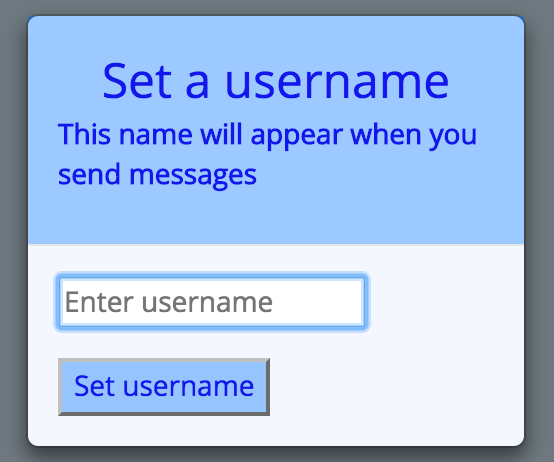 Set a username
This name will appear when you
send messages
Enter username
Set username